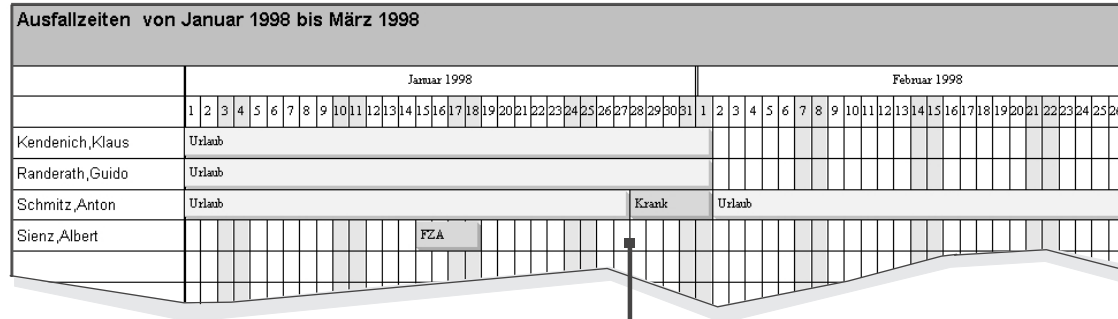 Ausfallzeiten von Januar 1998 bis März 1998
Januar 1998 Februar 1998
1 2 3 4 5 6 7 8 9 10 11 12 13 14 15 16 17 18 19 20 21 22 23 24 25 26 27 28 29 30 31 1 2 3 4 5 6 7 8 9 10 11 12 13 14 15 16 17 18 19 20 21 22 23 24 25 26
Kendenich,Klaus Urlaub
Randerath,Guido Urlaub
Schmitz,Anton Urlaub Krank Urlaub
Sienz,Albert FZA